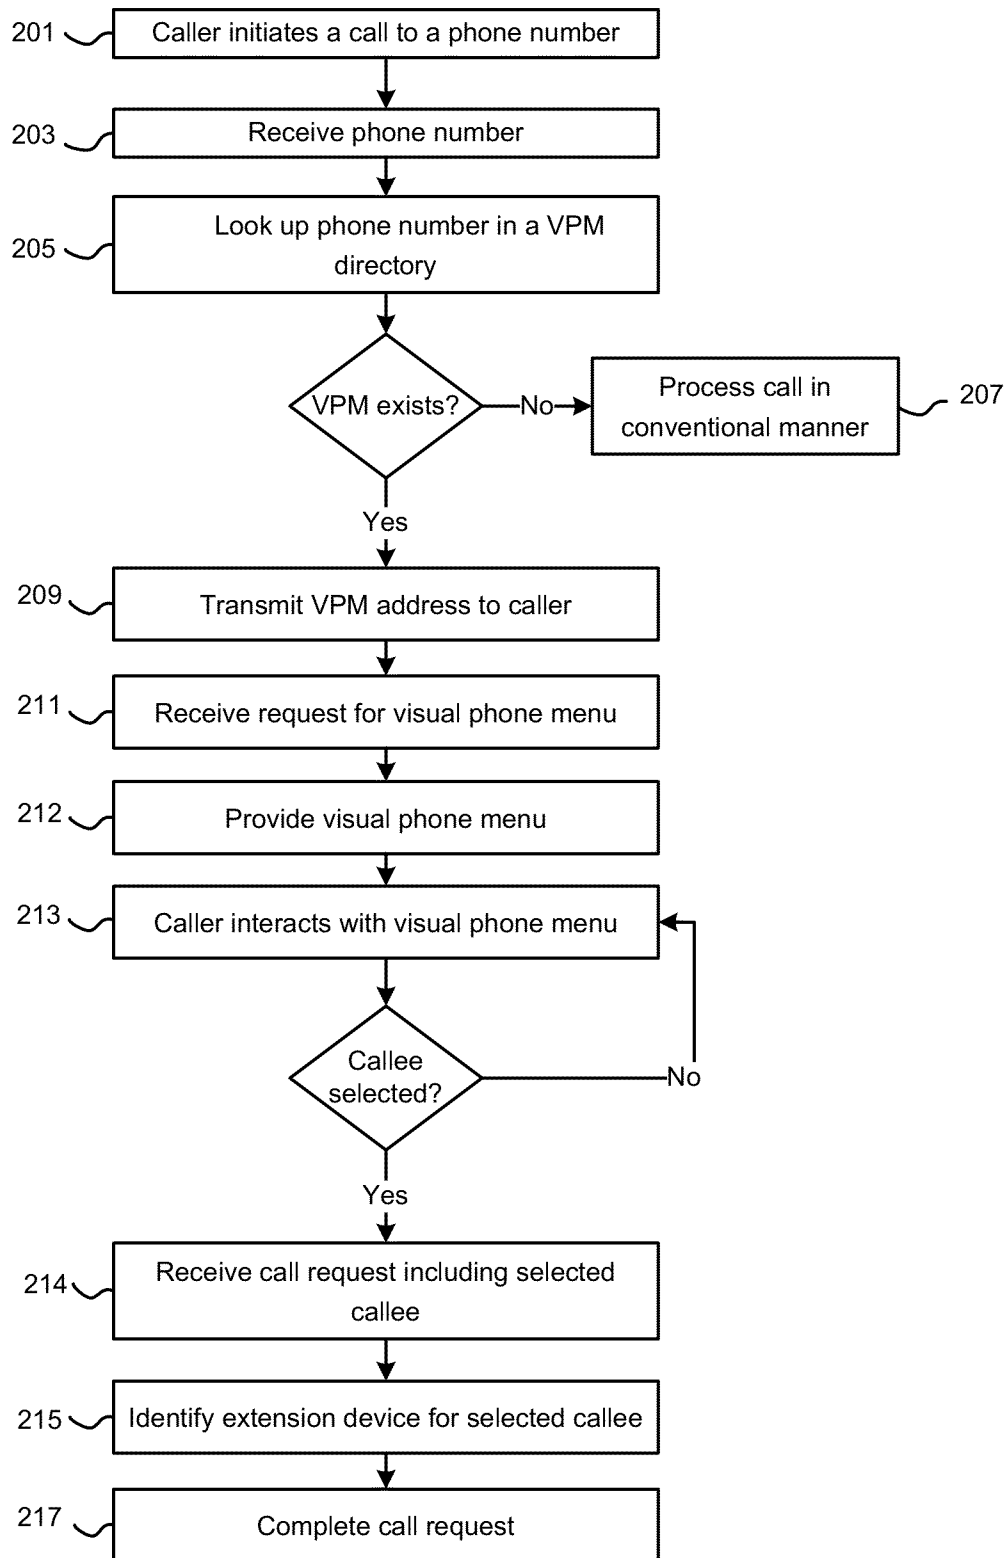 201
Caller initiates a call to a phone number
203
Receive phone number
205
Look up phone number in a VPM
directory
VPM exists?
No
Process call in
conventional manner
207
Yes
209
Transmit VPM address to caller
211
Receive request for visual phone menu
212
Provide visual phone menu
213
Caller interacts with visual phone menu
Callee
selected?
No
Yes
214
Receive call request including selected
callee
215
Identify extension device for selected callee
217
Complete call request